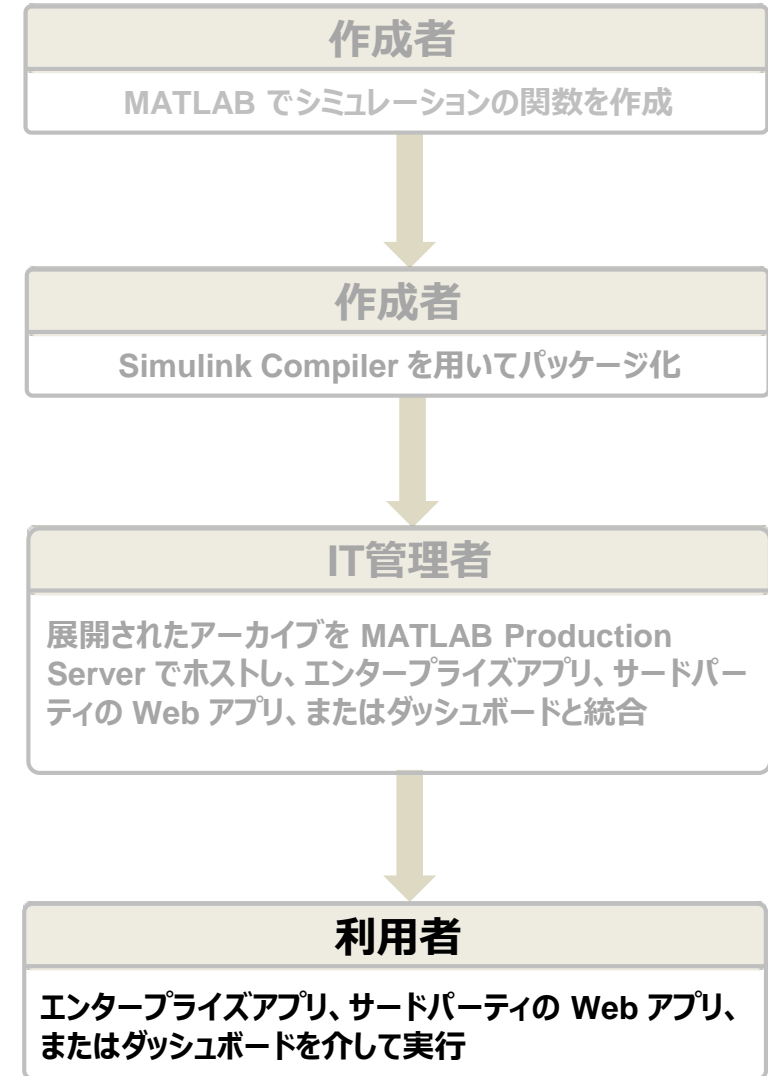 作成者
MATLAB でシミュレーションの関数を作成
作成者
Simulink Compiler を用いてパッケージ化
IT管理者
展開されたアーカイブを MATLAB Production
Server でホストし、エンタープライズアプリ、サードパー
ティの Web アプリ、またはダッシュボードと統合
利用者
エンタープライズアプリ、サードパーティの Web アプリ、
またはダッシュボードを介して実行